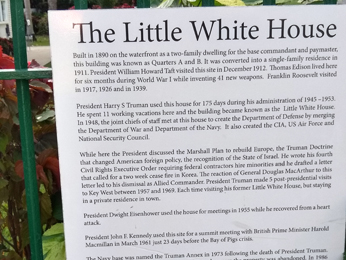 The Little White House
Built in 1890 on the waterfront as a two-family dwelling for the base commandant and paymaster,
this building was known as Quarters A and B. It was converted into a single-family residence in
1911. President William Howard Taft visited this site in December 1912. Thomas Edison lived here
for six months during World War I while inventing 41 new weapons. Franklin Roosevelt visited
in 1917, 1926 and in 1939.
President Harry S Truman used this house for 175 days during his administration of 1945 -1953.
He spent 11 working vacations here and the building became known as the Little White House.
In 1948, the joint chiefs of staff met at this house to create the Department of Defense by merging
the Department of War and Department of the Navy. It also created the CIA, US Air Force and
National Security Council.
While here the President discussed the Marshall Plan to rebuild Europe, the Truman Doctrine
that changed American foreign policy, the recognition of the State of Israel. He wrote his fourth
Civil Rights Executive Order requiring federal contractors hire minorities and he drafted a letter
that called for a two week cease fire in Korea. The reaction of General Douglas MacArthur to this
letter led to his dismissal as Allied Commander. President Truman made 5 post-presidential visits
to Key West between 1957 and 1969. Each time visiting his former Little White House, but staying
in a private residence in town.
President Dwight Eisenhower used the house for meetings in 1955 while he recovered from a heart
attack.
President John F. Kennedy used this site for a summit meeting with British Prime Minister Harold
Macmillan in March 1961 just 23 days before the Bay of Pigs crisis.
The Navy base was named the Truman Annex in 1973 following the death of President Truman.